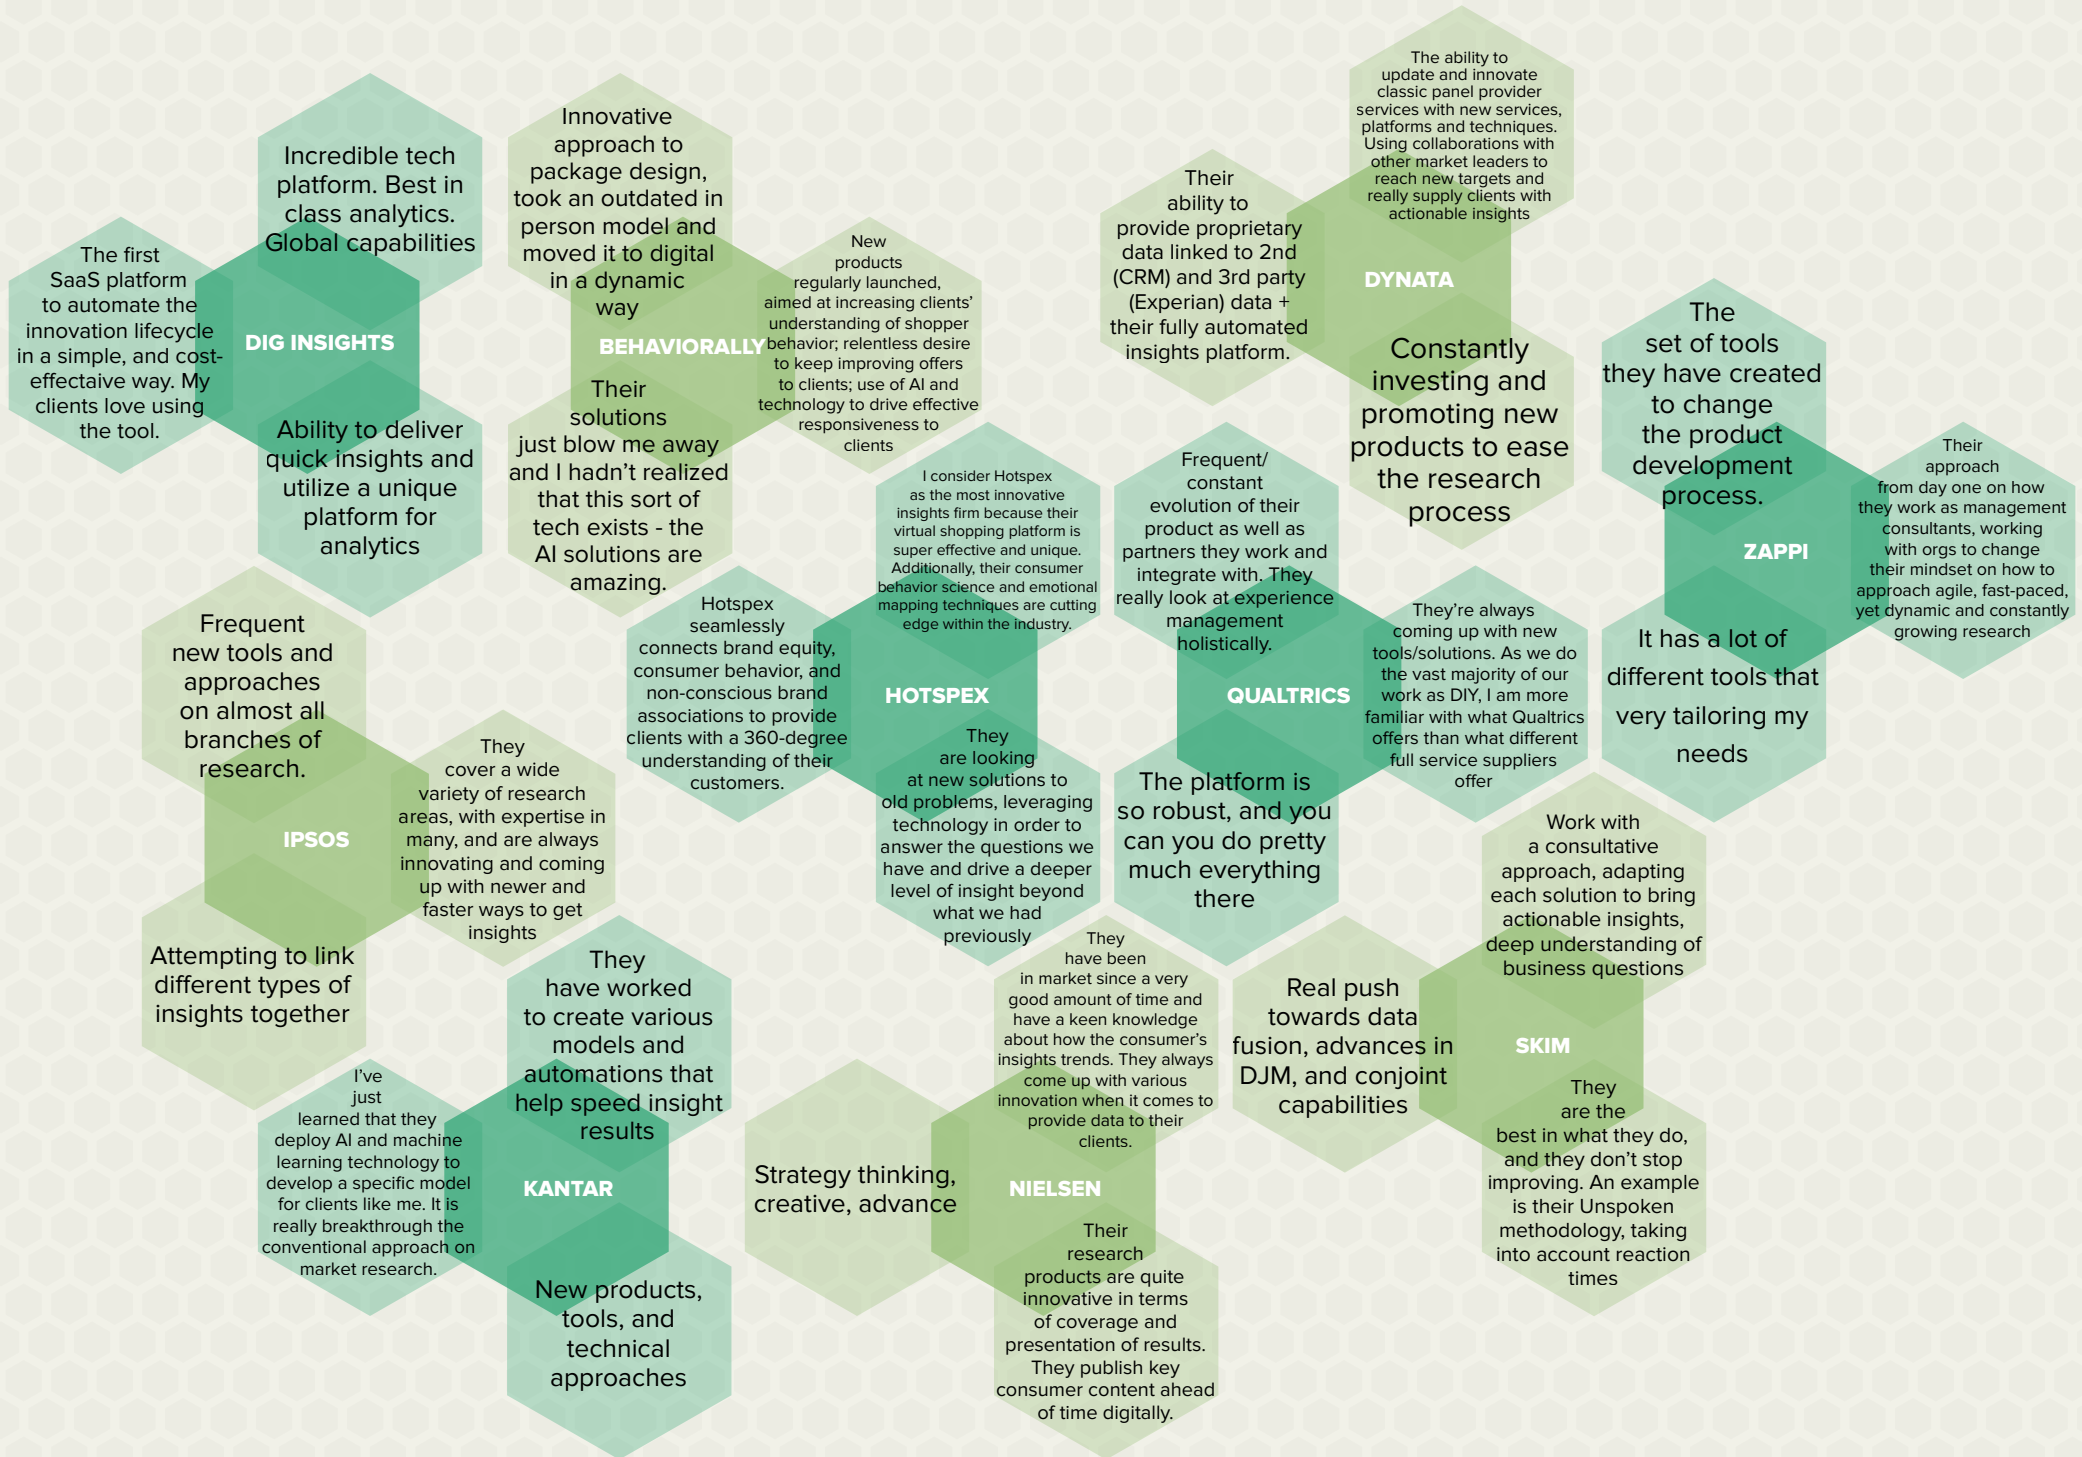 The first
SaaS platform
to automate the
innovation lifecycle
in a simple, and cost-
effectaive way. My
clients love using
the tool.
Incredible tech
platform. Best in
class analytics.
Global capabilities
DIG INSIGHTS
Ability to deliver
quick insights and
utilize a unique
platform for
analytics
Innovative
approach to
package design,
took an outdated in
person model and
moved it to digital
in a dynamic
way
BEHAVIORALLY
New
products
regularly launched,
aimed at increasing clients'
understanding of shopper
behavior; relentless desire
to keep improving offers
to clients; use of AI and
technology to drive effective
responsiveness to
clients
Their
solutions
just blow me away
and I hadn't realized
that this sort of
tech exists - the
AI solutions are
amazing.
The ability to
update and innovate
classic panel provider
services with new services,
platforms and techniques.
Using collaborations with
other market leaders to
reach new targets and
really supply clients with
actionable insights
Their
ability to
provide proprietary
data linked to 2nd
(CRM) and 3rd party
(Experian) data +
their fully automated
insights platform.
DYNATA
Constantly
investing and
promoting new
products to ease
the research
process
The
set of tools
they have created
to change
the product
development
process.
ZAPPI
Their
approach
from day one on how
they work as management
consultants, working
with orgs to change
their mindset on how to
approach agile, fast-paced,
yet dynamic and constantly
growing research
It has a lot of
different tools that
very tailoring my
needs
I consider Hotspex
as the most innovative
insights firm because their
virtual shopping platform is
super effective and unique.
Additionally, their consumer
behavior science and emotional
mapping techniques are cutting
edge within the industry.
Hotspex
seamlessly
connects brand equity,
consumer behavior, and
non-conscious brand
associations to provide
clients with a 360-degree
understanding of their
customers.
HOTSPEX
They
are looking
at new solutions to
old problems, leveraging
technology in order to
answer the questions we
have and drive a deeper
level of insight beyond
what we had
previously
Frequent/
constant
evolution of their
product as well as
partners they work and
integrate with. They
really look at experience
management
holistically.
QUALTRICS
They're always
coming up with new
tools/solutions. As we do
the vast majority of our
work as DIY, I am more
familiar with what Qualtrics
offers than what different
full service suppliers
offer
The platform is
so robust, and you
can you do pretty
much everything
there
Frequent
new tools and
approaches
on almost all
branches of
research.
IPSOS
They
cover a wide
variety of research
areas, with expertise in
many, and are always
innovating and coming
up with newer and
faster ways to get
insights
Attempting to link
different types of
insights together
They
have worked
to create various
models and
automations that
help speed insight
results
I've
just
learned that they
deploy AI and machine
learning technology to
develop a specific model
for clients like me. It is
really breakthrough the
conventional approach on
market research.
KANTAR
New products,
tools, and
technical
approaches
They
have been
in market since a very
good amount of time and
have a keen knowledge
about how the consumer's
insights trends. They always
come up with various
innovation when it comes to
provide data to their
clients.
Strategy thinking,
creative, advance
NIELSEN
Their
research
products are quite
innovative in terms
of coverage and
presentation of results.
They publish key
consumer content ahead
of time digitally.
Work with
a consultative
approach, adapting
each solution to bring
actionable insights,
deep understanding of
business questions
Real push
towards data
fusion, advances in
DJM, and conjoint
capabilities
SKIM
They
are the
best in what they do,
and they don't stop
improving. An example
is their Unspoken
methodology, taking
into account reaction
times